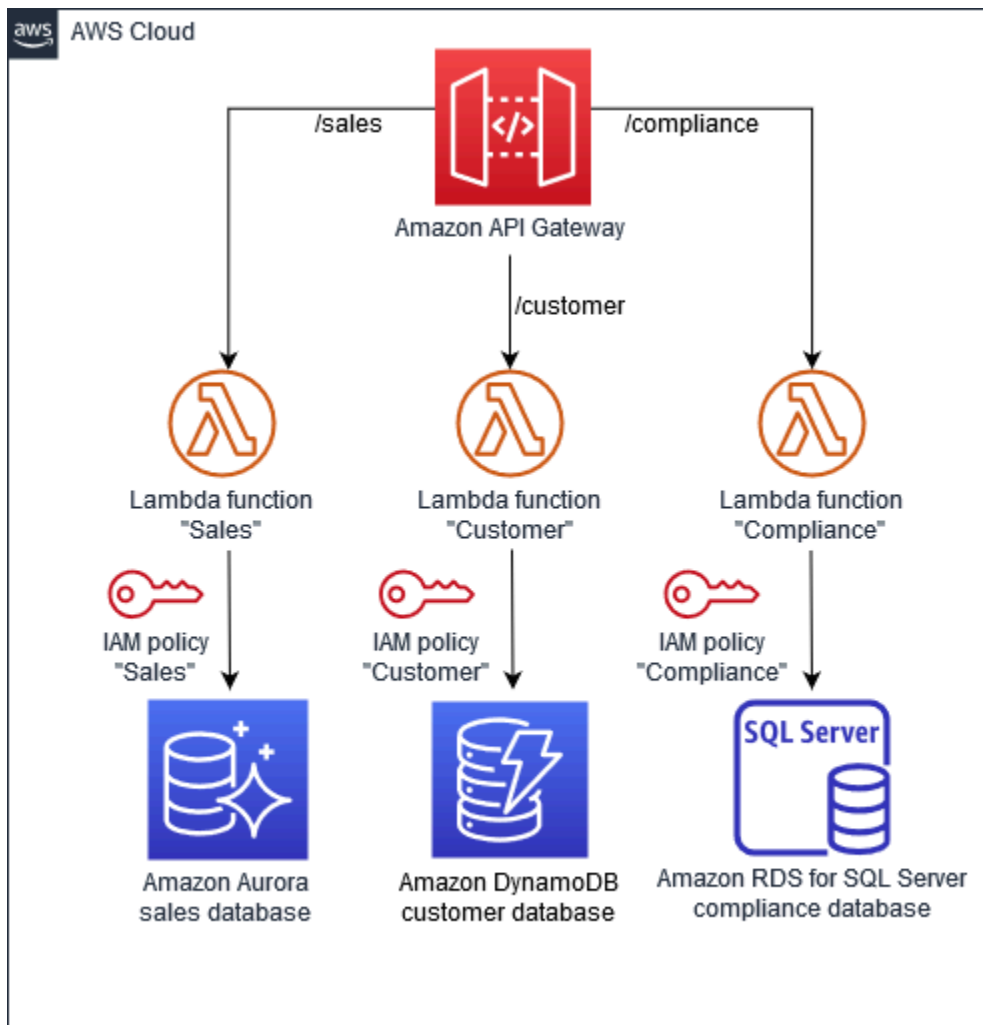 aws
AWS Cloud
/sales
</>
/compliance
Amazon API Gateway
/customer
Lambda function
"Sales"
Lambda function
"Customer"
Lambda function
"Compliance"
IAM policy
"Sales"
IAM policy
"Customer"
IAM policy
"Compliance"
SQL Server
Amazon Aurora
sales database
Amazon DynamoDB
customer database
Amazon RDS for SQL Server
compliance database